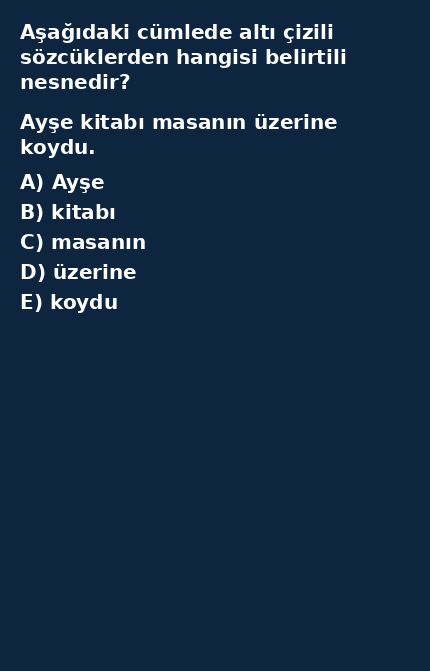 Aşağıdaki cümlede altı çizili
sözcüklerden hangisi belirtili
nesnedir?
Ayşe kitabı masanın üzerine
koydu.
A) Ayşe
B) kitabı
C) masanın
D) üzerine
E) koydu